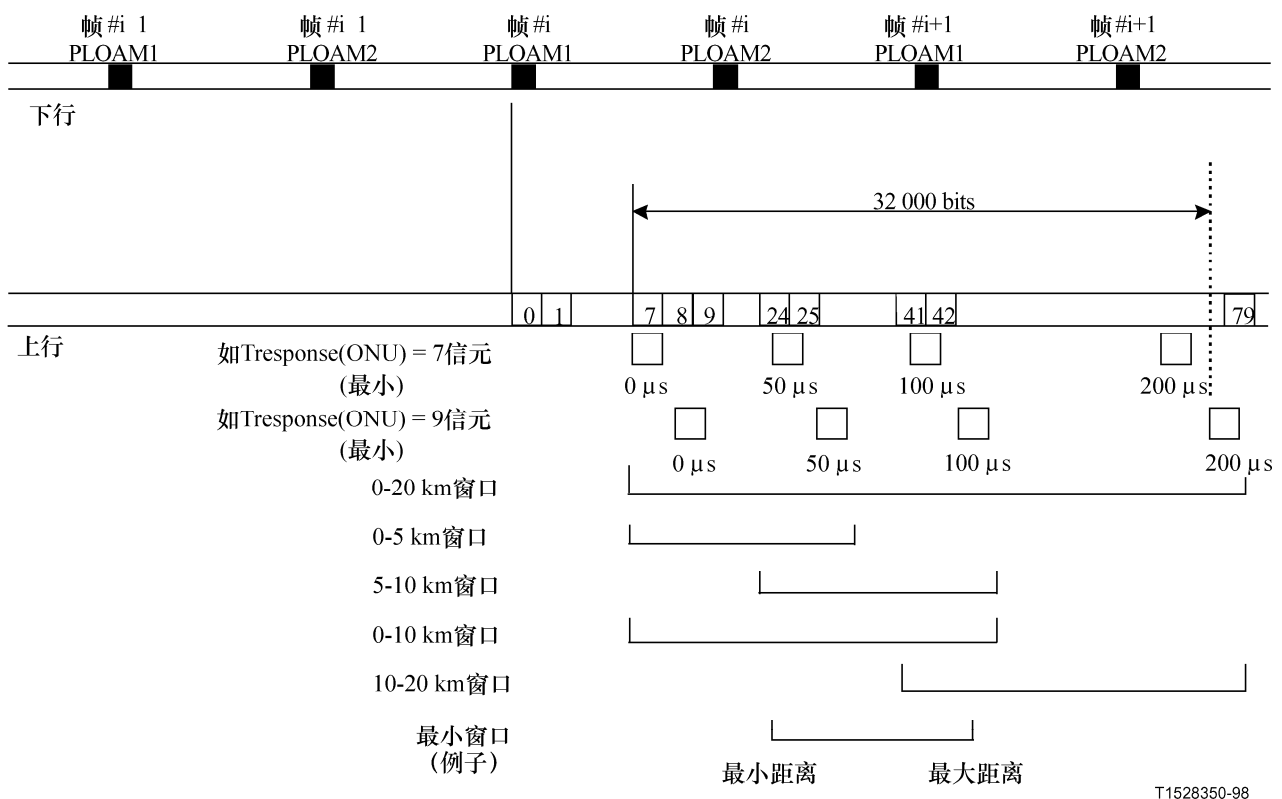 帧 #i 1 帧 #i 1 帧 #i 帧 #i 帧 #i+1 帧 #i+1
PLOAM1 PLOAM2 PLOAM1 PLOAM2 PLOAM1 PLOAM2
下行
32 000 bits
0 1 7 8 9 24 25 41 42 79
上行
如Tresponse(ONU) = 7信元
(最小)
0 μs 50 μs 100 μs 200 μs
如Tresponse(ONU) = 9信元
(最小)
0 μs 50 μs 100 μs 200 μs
0-20 km窗口
0-5 km窗口
5-10 km窗口
0-10 km窗口
10-20 km窗口
最小窗口
（例子）
最小距离 最大距离
T1528350-98